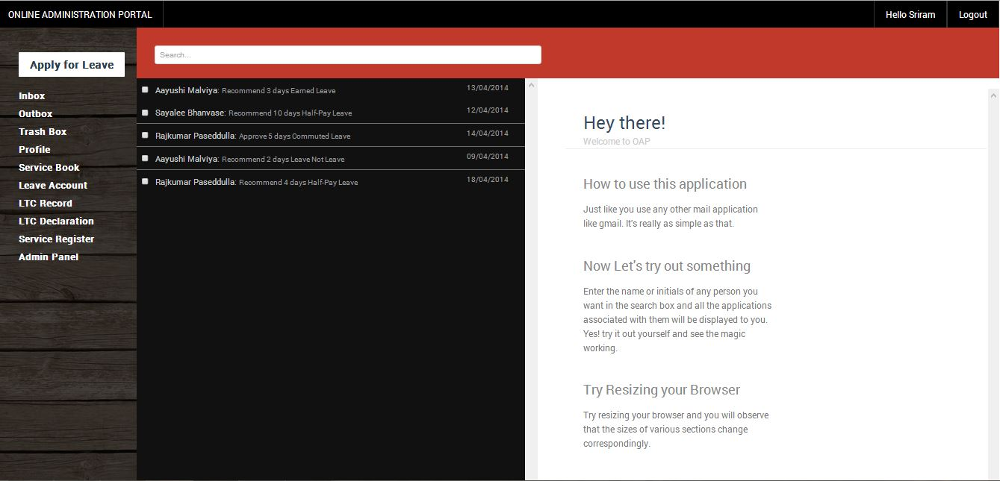 ONLINE ADMINISTRATION PORTAL
Hello Sriram
Logout
Apply for Leave
Inbox
Outbox
Trash Box
Profile
Service Book
Leave Account
LTC Record
LTC Declaration
Service Register
Admin Panel
Search...
Aayushi Malviya: Recommend 3 days Earned Leave 13/04/2014
Sayalee Bhanvase: Recommend 10 days Half-Pay Leave 12/04/2014
Rajkumar Paseddulla: Approve 5 days Commuted Leave 14/04/2014
Aayushi Malviya: Recommend 2 days Leave Not Leave 09/04/2014
Rajkumar Paseddulla: Recommend 4 days Half-Pay Leave 18/04/2014
Hey there!
Welcome to OAP
How to use this application
Just like you use any other mail application
like gmail. It's really as simple as that.
Now Let's try out something
Enter the name or initials of any person you
want in the search box and all the applications
associated with them will be displayed to you.
Yes! try it out yourself and see the magic
working.
Try Resizing your Browser
Try resizing your browser and you will observe
that the sizes of various sections change
correspondingly.